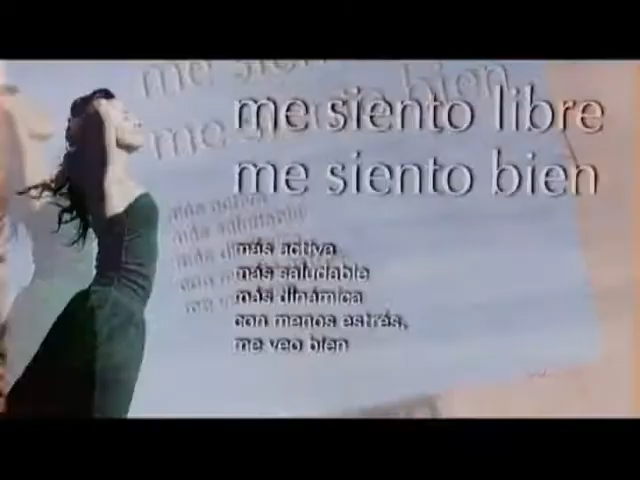 me siento libre
me siento bien
más activa
más saludable
más dinámica
con menos estrés,
me veo bien